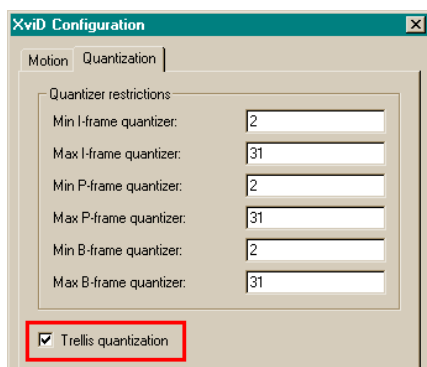 XviD Configuration
Motion Quantization
Quantizer restrictions
Min I-frame quantizer: 2
Max I-frame quantizer: 31
Min P-frame quantizer: 2
Max P-frame quantizer: 31
Min B-frame quantizer: 2
Max B-frame quantizer: 31
Trellis quantization